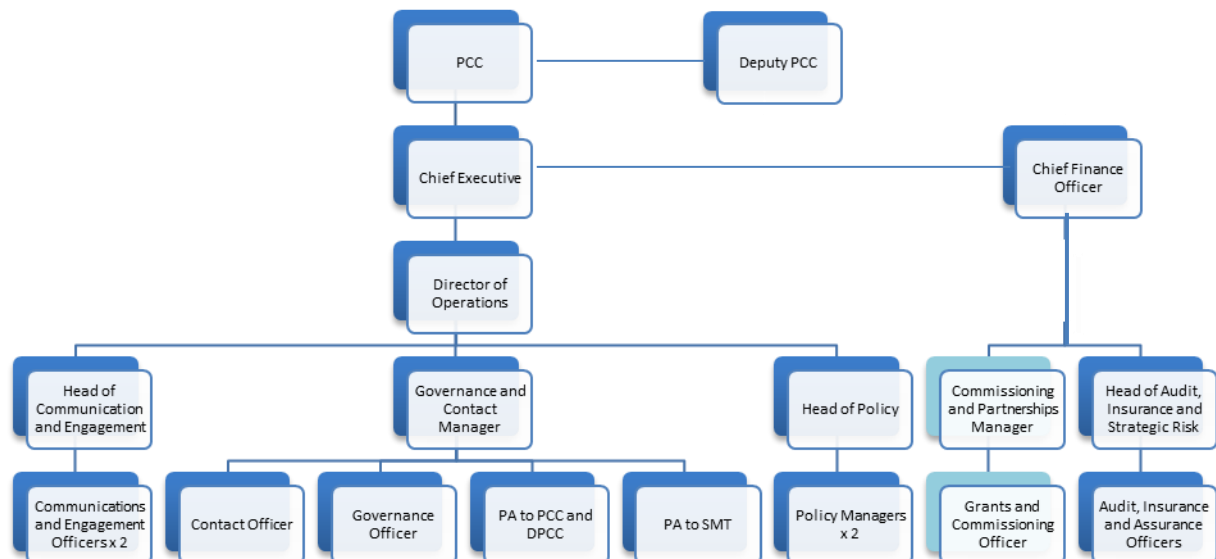 PCC
Deputy PCC
Chief Executive
Chief Finance
Officer
Director of
Operations
Head of
Communication
and Engagement
Governance and
Contact
Manager
Head of Policy
Commissioning
and Partnerships
Manager
Head of Audit,
Insurance and
Strategic Risk
Communications
and Engagement
Officers x 2
Contact Officer
Governance
Officer
PA to PCC and
DPCC
PA to SMT
Policy Managers
x 2
Grants and
Commissioning
Officer
Audit, Insurance
and Assurance
Officers